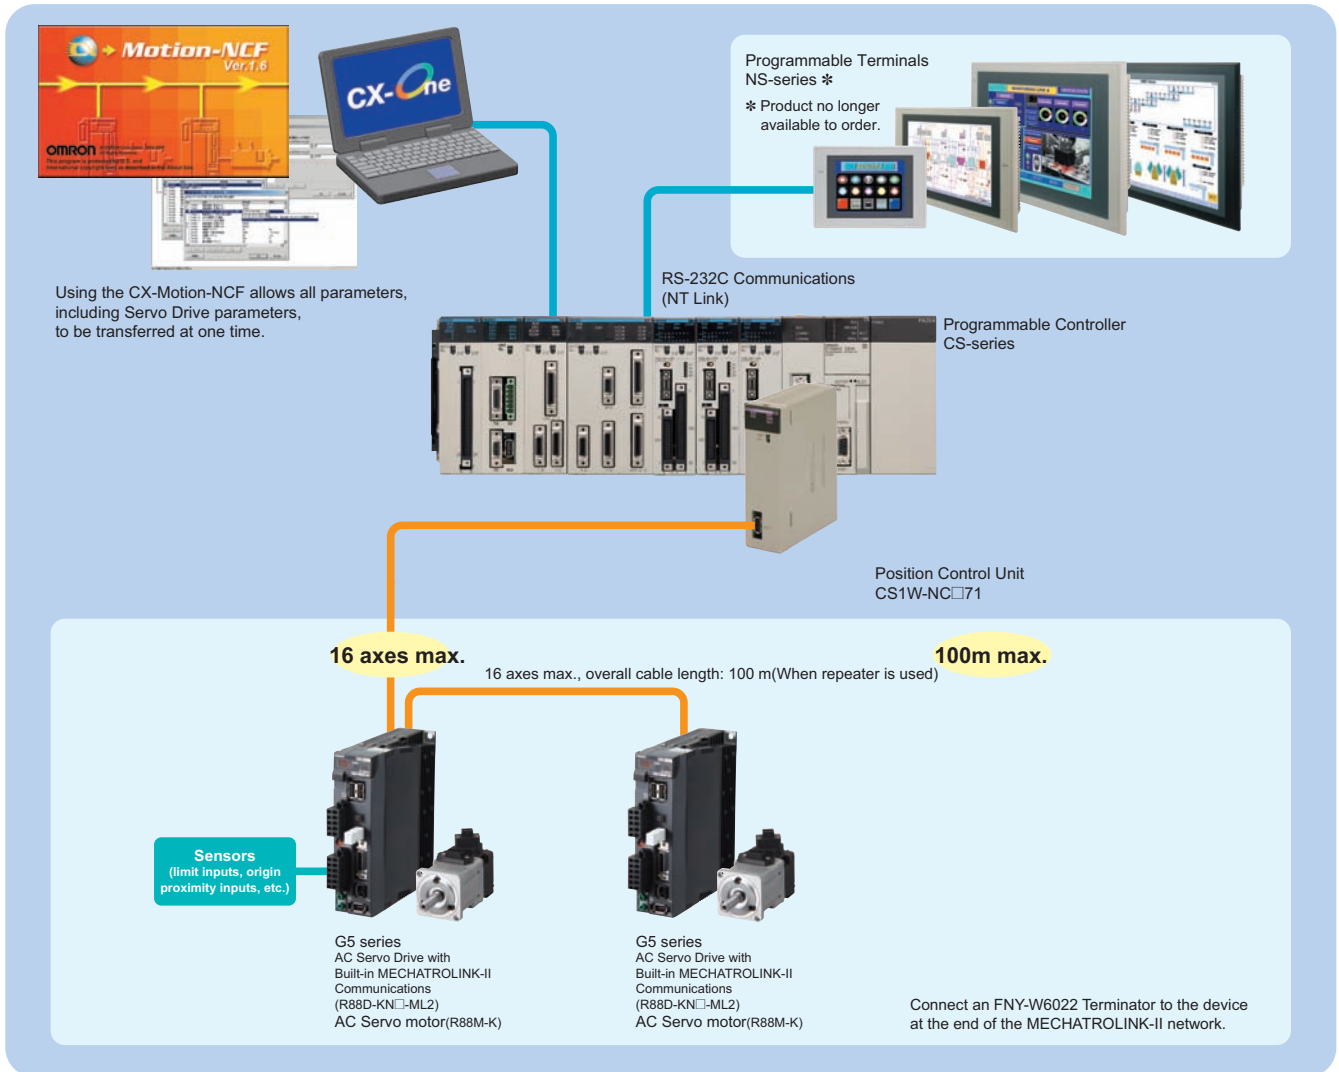 Motion-NCF
Ver.1.6
OMRON
CX-One
Programmable Terminals
NS-series ✽
✽ Product no longer
available to order.
Using the CX-Motion-NCF allows all parameters,
including Servo Drive parameters,
to be transferred at one time.
RS-232C Communications
(NT Link)
Programmable Controller
CS-series
Position Control Unit
CS1W-NC□71
16 axes max.
100m max.
16 axes max., overall cable length: 100 m(When repeater is used)
Sensors
(limit inputs, origin
proximity inputs, etc.)
G5 series
AC Servo Drive with
Built-in MECHATROLINK-II
Communications
(R88D-KN□-ML2)
AC Servo motor(R88M-K)
G5 series
AC Servo Drive with
Built-in MECHATROLINK-II
Communications
(R88D-KN□-ML2)
AC Servo motor(R88M-K)
Connect an FNY-W6022 Terminator to the device
at the end of the MECHATROLINK-II network.